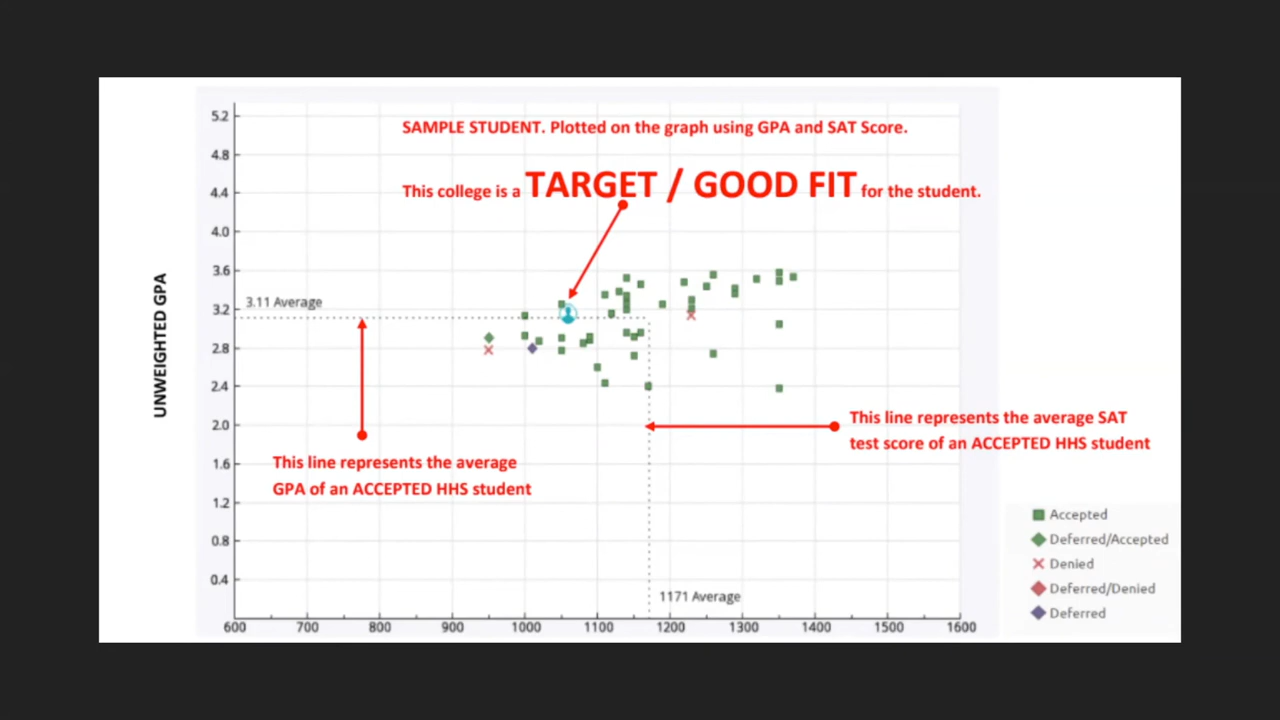 SAMPLE STUDENT. Plotted on the graph using GPA and SAT Score.
This college is a TARGET / GOOD FIT for the student.
UNWEIGHTED GPA
5.2
4.8
4.4
4.0
3.6
3.2
2.8
2.4
2.0
1.6
1.2
0.8
0.4
3.11 Average
This line represents the average
GPA of an ACCEPTED HHS student
This line represents the average SAT
test score of an ACCEPTED HHS student
1171 Average
600 700 800 900 1000 1100 1200 1300 1400 1500 1600
Accepted
Deferred/Accepted
Denied
Deferred/Denied
Deferred